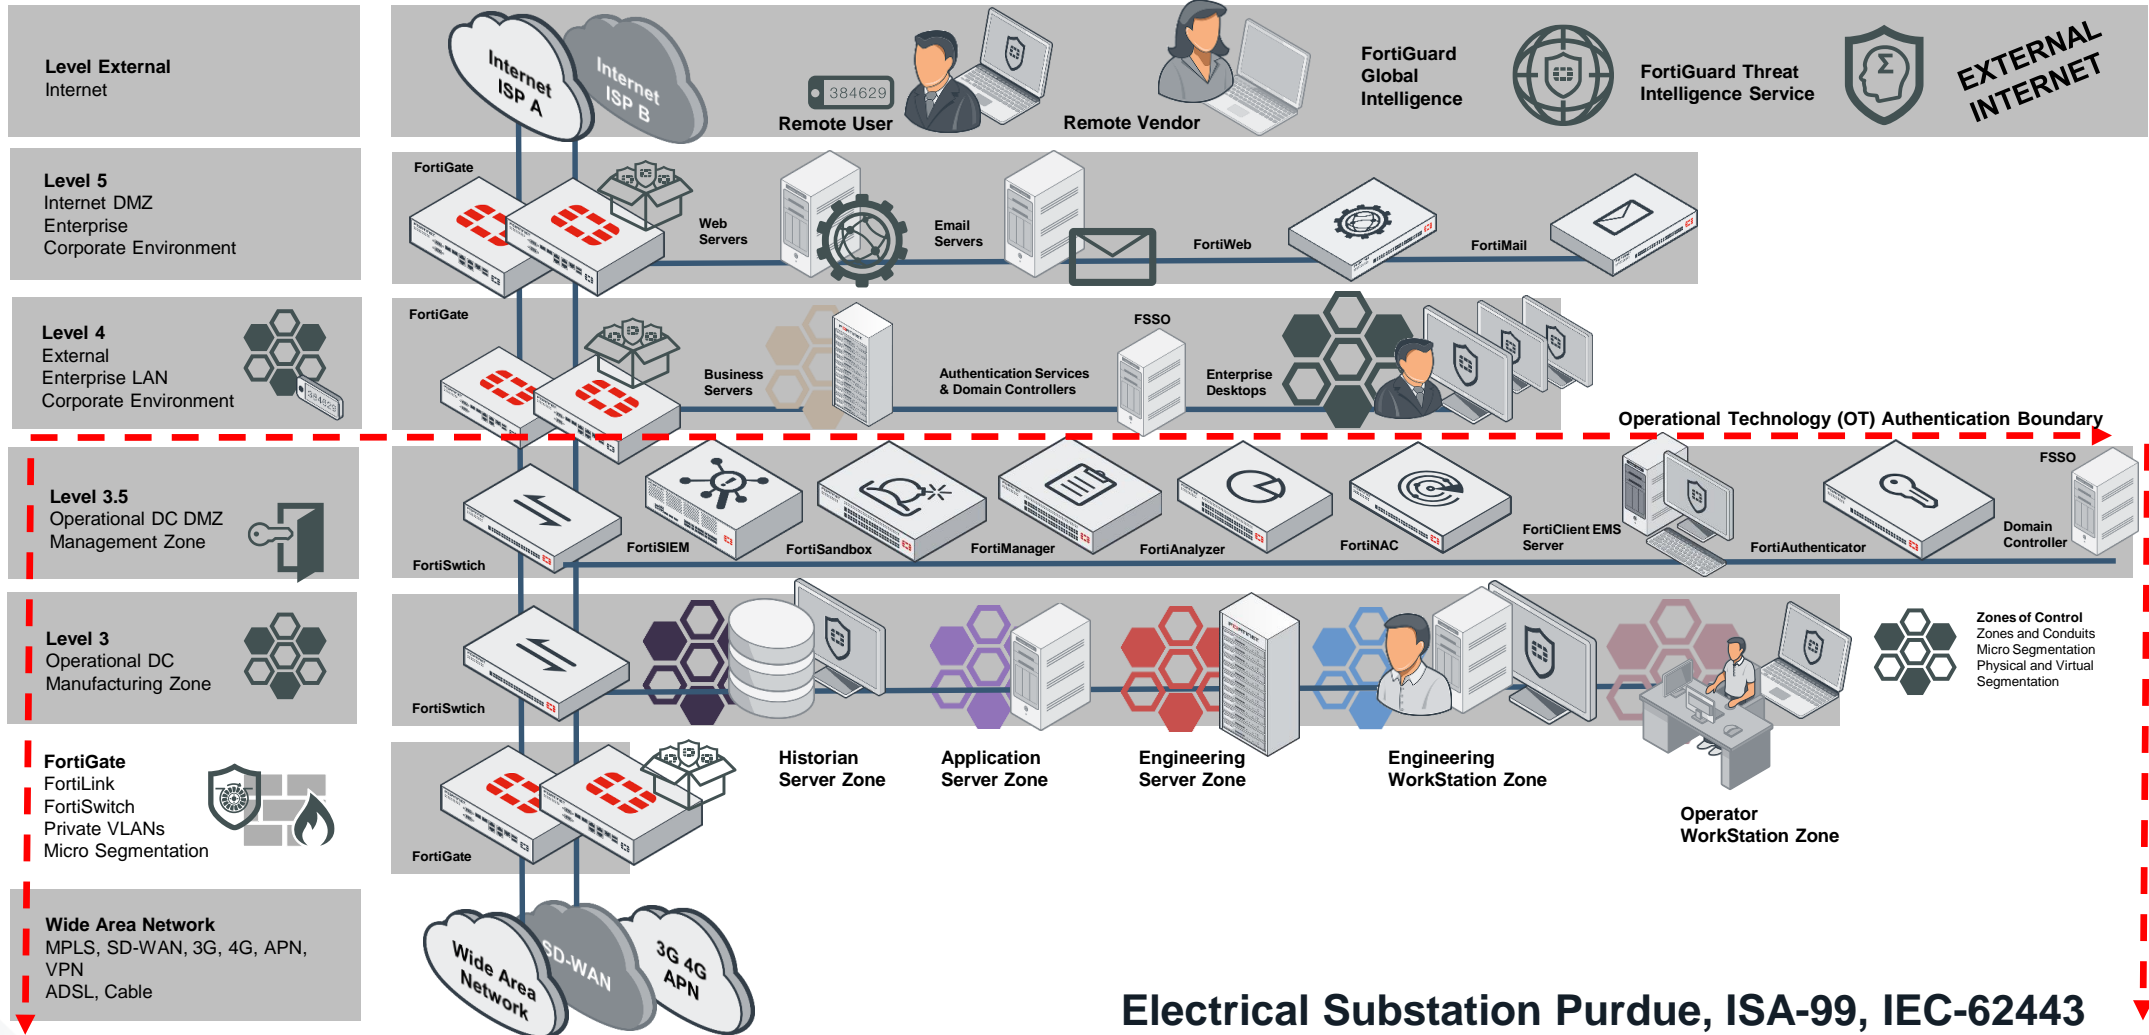 Level External
Internet
Internet
ISP A
Internet
ISP B
384629
Remote User
Remote Vendor
FortiGuard
Global
Intelligence
FortiGuard Threat
Intelligence Service
Σ
EXTERNAL
INTERNET
Level 5
Internet DMZ
Enterprise
Corporate Environment
FortiGate
Web
Servers
Email
Servers
FortiWeb
FortiMail
Level 4
External
Enterprise LAN
Corporate Environment
384629
FortiGate
Business
Servers
Authentication Services
& Domain Controllers
FSSO
Enterprise
Desktops
Operational Technology (OT) Authentication Boundary
Level 3.5
Operational DC DMZ
Management Zone
FortiSwtich
FortiSIEM
FortiSandbox
FortiManager
FortiAnalyzer
FortiNAC
FortiClient EMS
Server
FortiAuthenticator
Domain
Controller
FSSO
Level 3
Operational DC
Manufacturing Zone
FortiSwtich
Zones of Control
Zones and Conduits
Micro Segmentation
Physical and Virtual
Segmentation
Historian
Server Zone
Application
Server Zone
Engineering
Server Zone
Engineering
WorkStation Zone
Operator
WorkStation Zone
FortiGate
FortiLink
FortiSwitch
Private VLANs
Micro Segmentation
FortiGate
Wide Area Network
MPLS, SD-WAN, 3G, 4G, APN,
VPN
ADSL, Cable
Wide Area
Network
SD-WAN
3G 4G
APN
Electrical Substation Purdue, ISA-99, IEC-62443